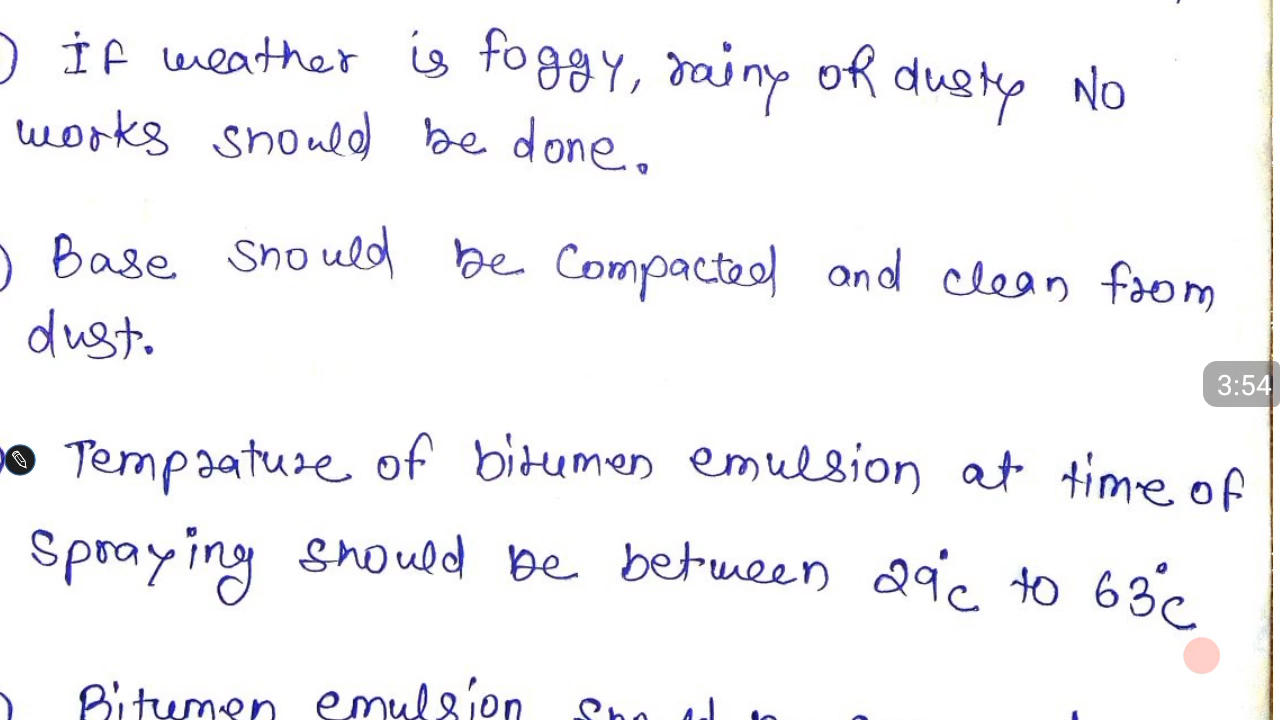 ) If weather is foggy, rainy or dusty No
works should be done.
) Base should be Compacted and clean from
dust.
3:54
Temprature of bitumen emulsion at time of
Spraying should be between 29°c to 63°c
) Bitumen emulsion